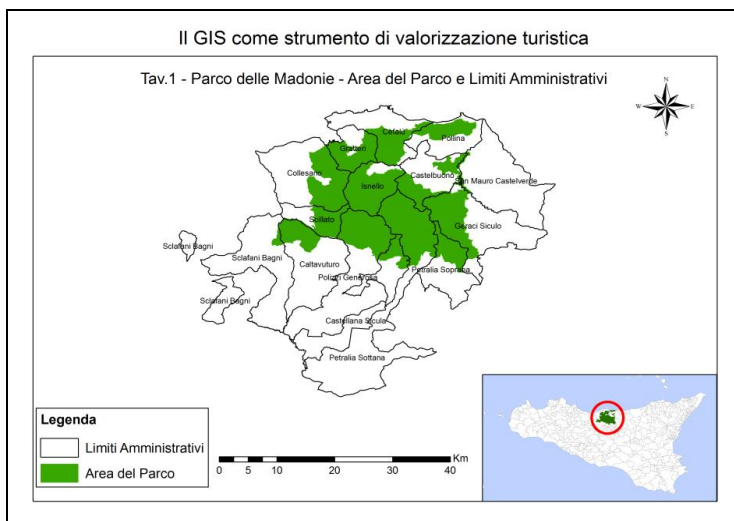 Il GIS come strumento di valorizzazione turistica
Tav.1 - Parco delle Madonie - Area del Parco e Limiti Amministrativi
N
W E
S
Cefalù
Pollina
Gratteri
Collesano
Castelbuono
San Mauro Castelverde
Isnello
Scillato
Geraci Siculo
Sclafani Bagni
Sclafani Bagni
Caltavuturo
Petralia Soprana
Polizzi Generosa
Sclafani Bagni
Castellana Sicula
Petralia Sottana
Legenda
Limiti Amministrativi
Area del Parco
Km
0 5 10 20 30 40